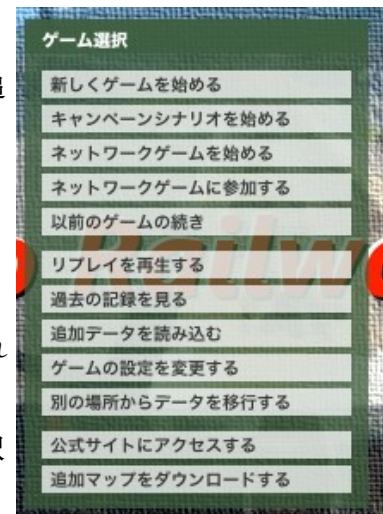 ゲーム選択
新しくゲームを始める
キャンペーンシナリオを始める
ネットワークゲームを始める
ネットワークゲームに参加する
以前のゲームの続き
Railw
リプレイを再生する
過去の記録を見る
追加データを読み込む
ゲームの設定を変更する
別の場所からデータを移行する
公式サイトにアクセスする
追加マップをダウンロードする